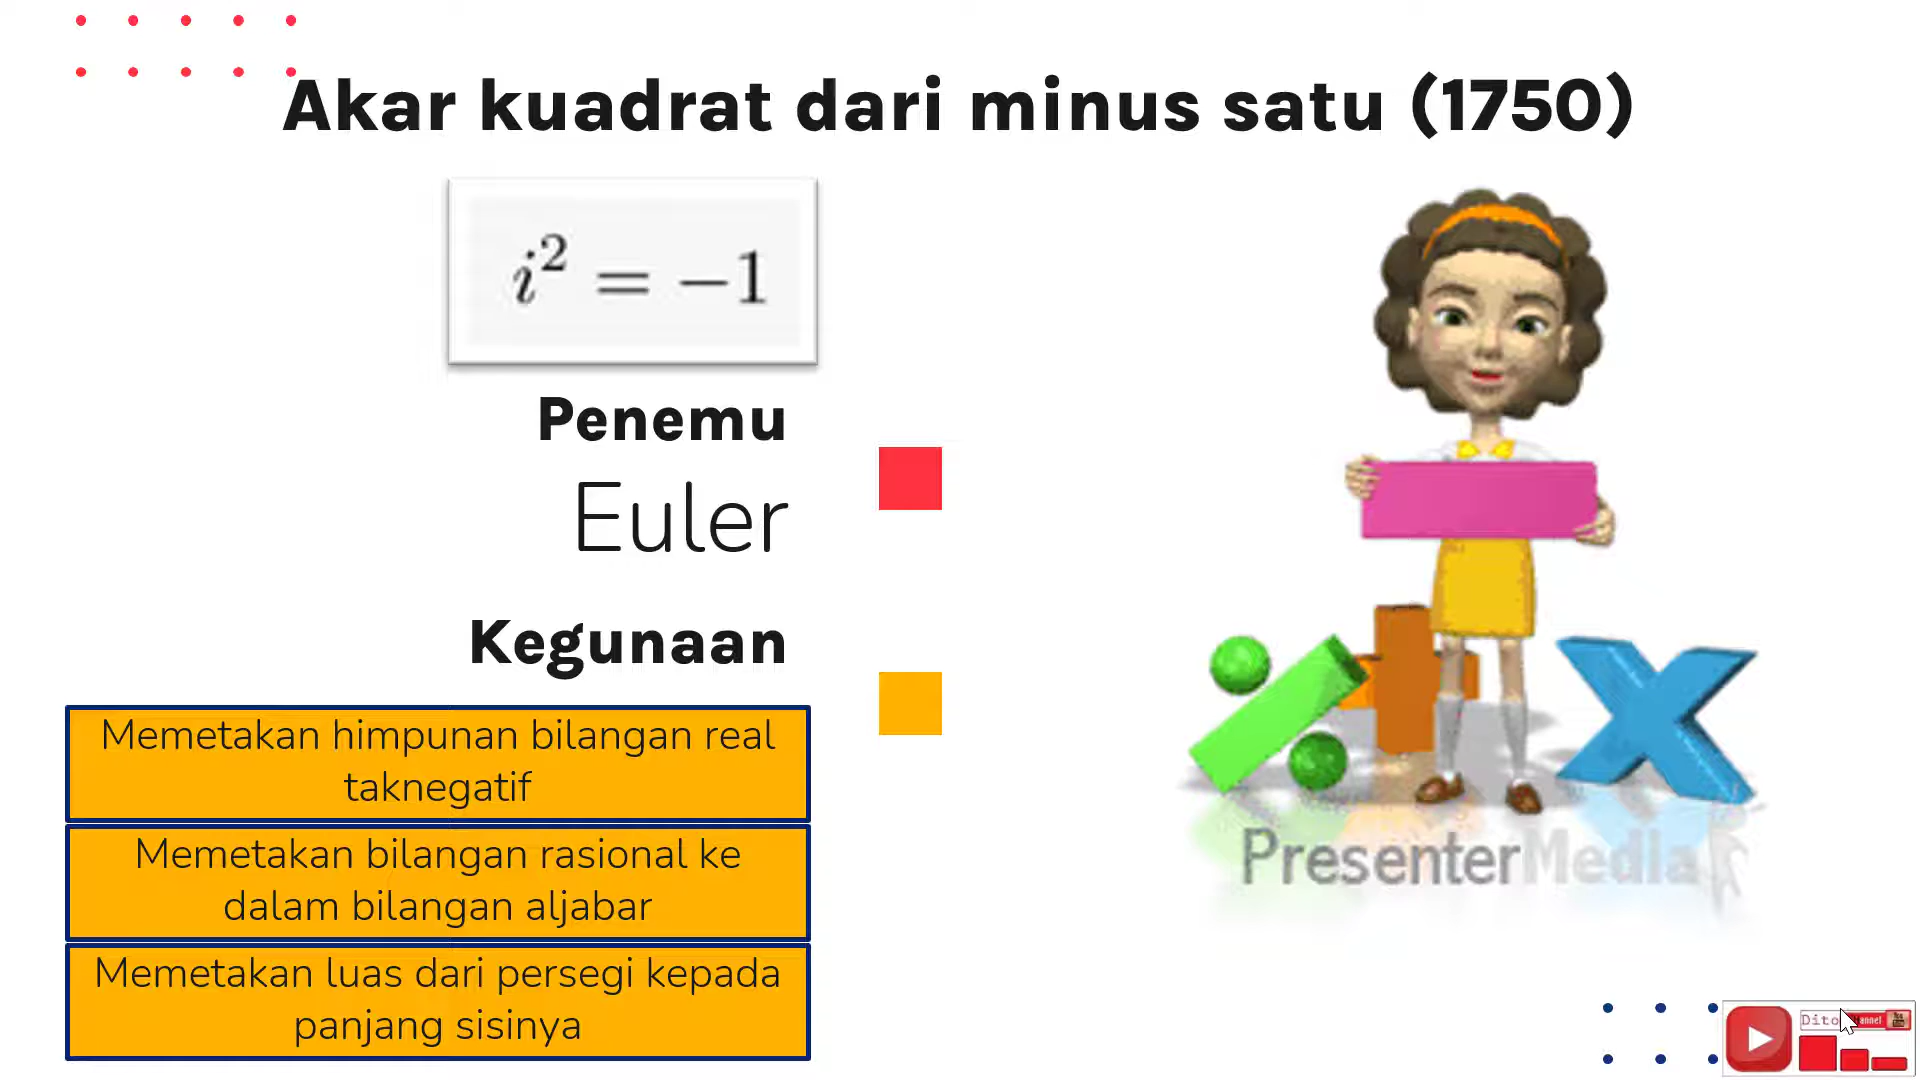 Akar kuadrat dari minus satu (1750)
i² = −1
Penemu
Euler
Kegunaan
Memetakan himpunan bilangan real
taknegatif
Memetakan bilangan rasional ke
dalam bilangan aljabar
Memetakan luas dari persegi kepada
panjang sisinya
PresenterMedia
Dito